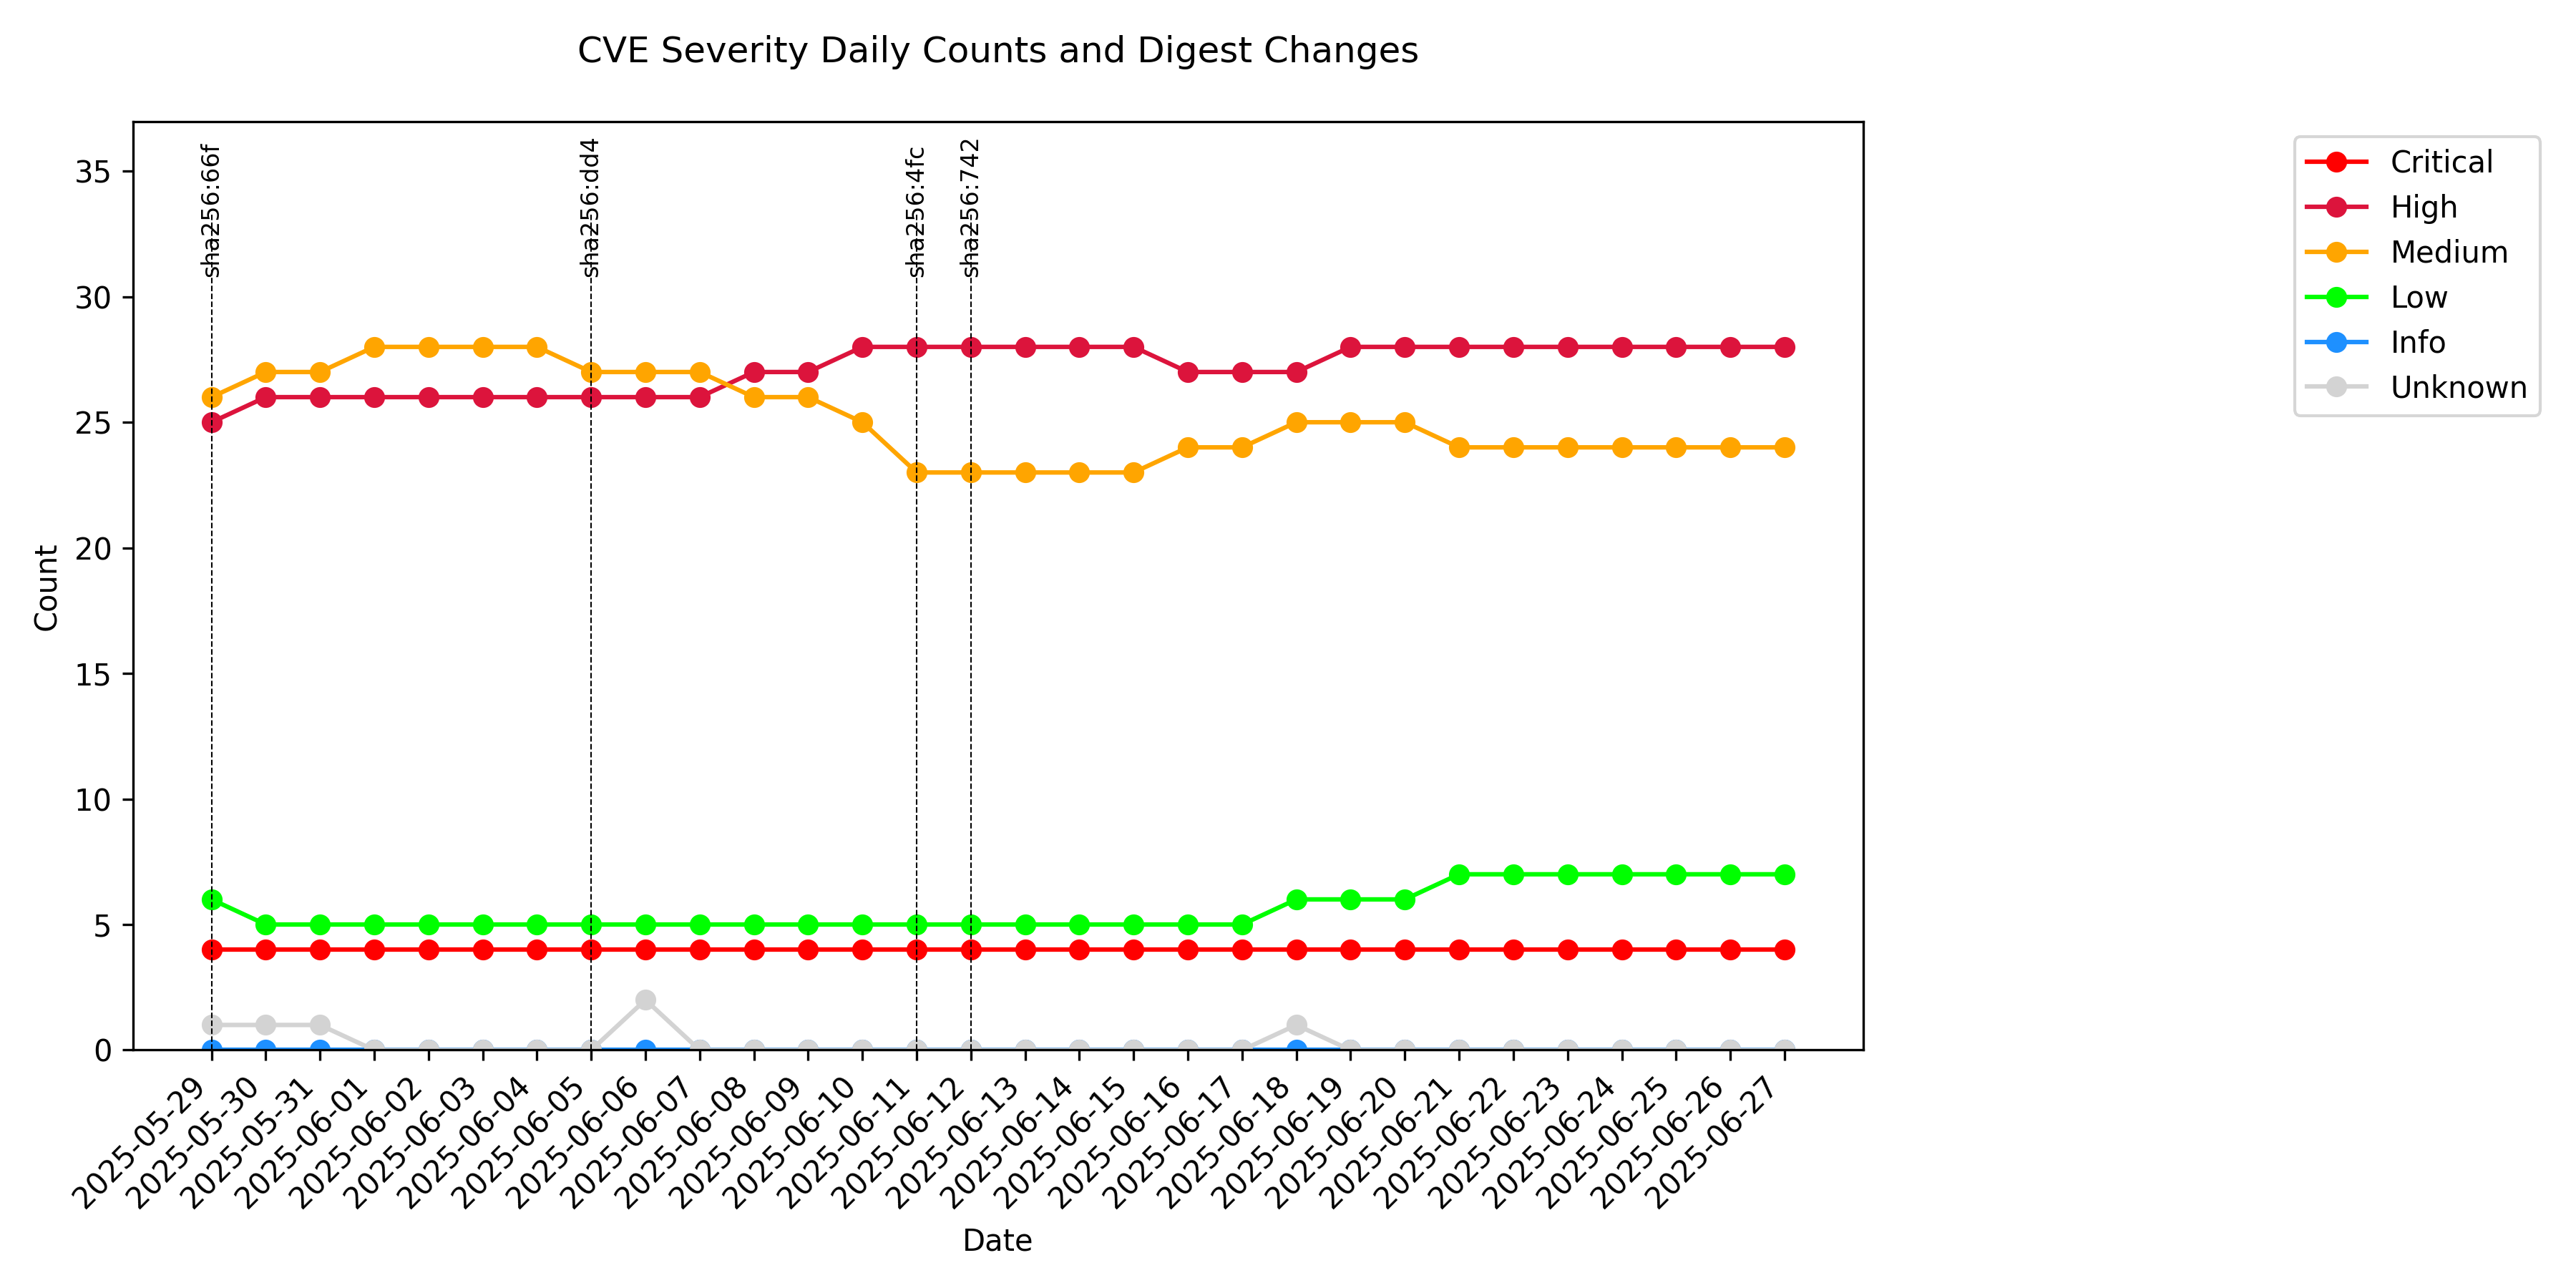 CVE Severity Daily Counts and Digest Changes
sha256:66f
sha256:dd4
sha256:4fc
sha256:742
Critical
High
Medium
Low
Info
Unknown
Count
35
30
25
20
15
10
5
0
2025-05-29
2025-05-30
2025-05-31
2025-06-01
2025-06-02
2025-06-03
2025-06-04
2025-06-05
2025-06-06
2025-06-07
2025-06-08
2025-06-09
2025-06-10
2025-06-11
2025-06-12
2025-06-13
2025-06-14
2025-06-15
2025-06-16
2025-06-17
2025-06-18
2025-06-19
2025-06-20
2025-06-21
2025-06-22
2025-06-23
2025-06-24
2025-06-25
2025-06-26
2025-06-27
Date